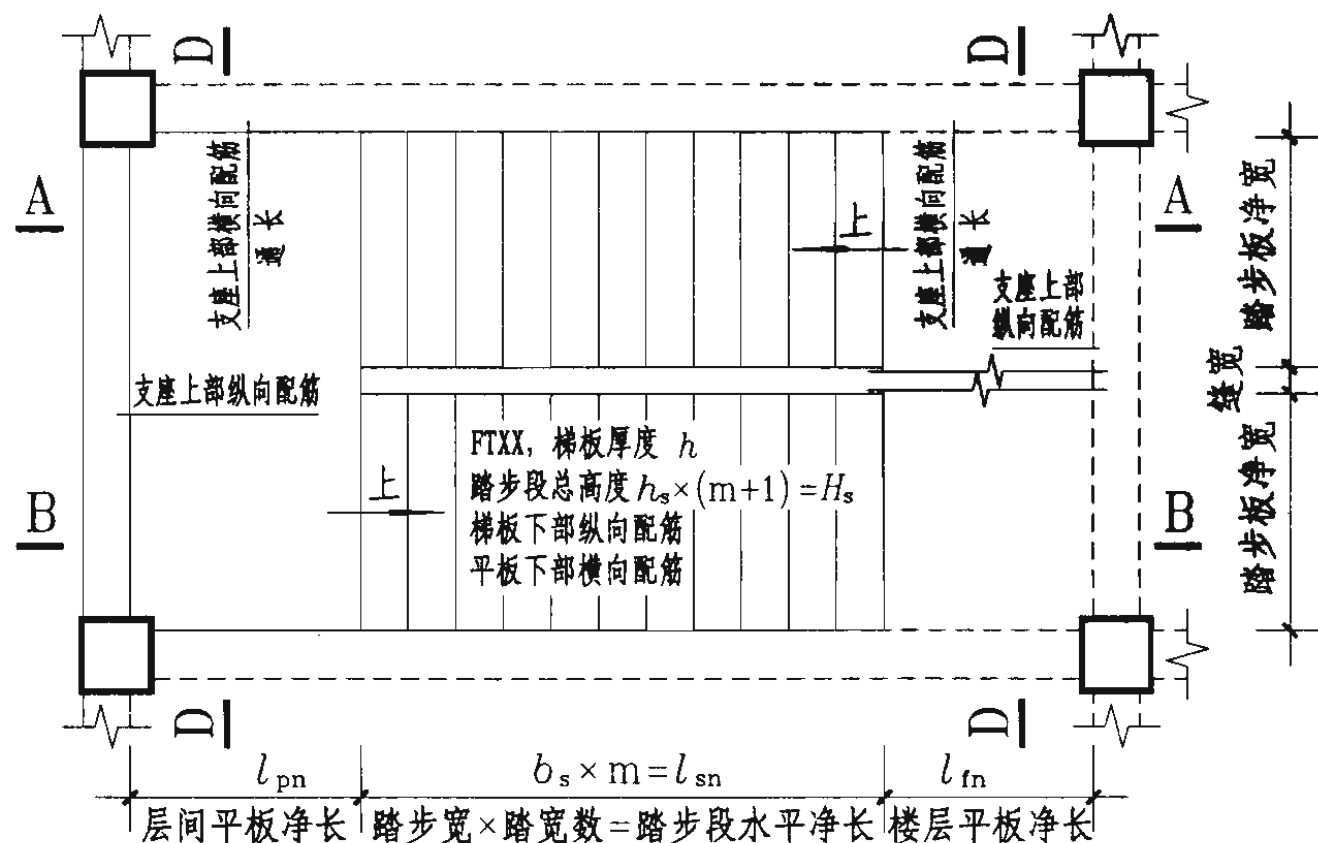 D
D
支座上部横向配筋
通长
支座上部横向配筋
通长
A
A
上
支座上部
纵向配筋
踏步板净宽
缝宽
踏步板净宽
支座上部纵向配筋
FTXX, 梯板厚度 h
踏步段总高度 hs×(m+1)=Hs
梯板下部纵向配筋
平板下部横向配筋
上
B
B
D
D
lpn
bs×m=lsn
lfn
层间平板净长
踏步宽×踏宽数=踏步段水平净长
楼层平板净长